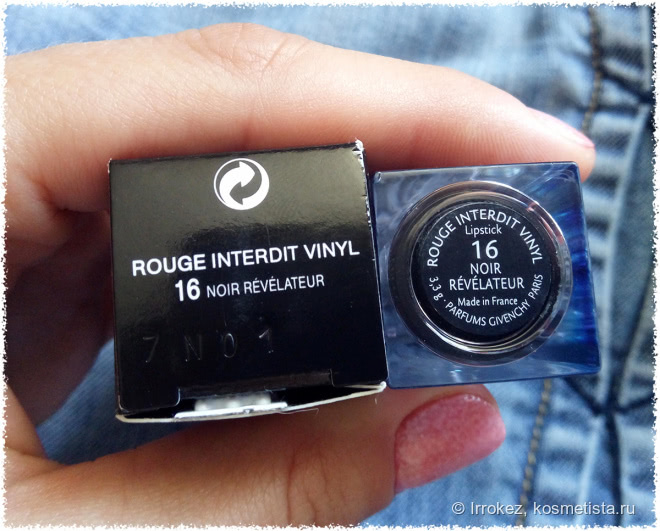 ROUGE INTERDIT VINYL
16 NOIR RÉVÉLATEUR
7N01
ROUGE INTERDIT VINYL
Lipstick
16
NOIR
RÉVÉLATEUR
Made in France
3,3 g · PARFUMS GIVENCHY PARIS
© Irrokez, kosmetista.ru